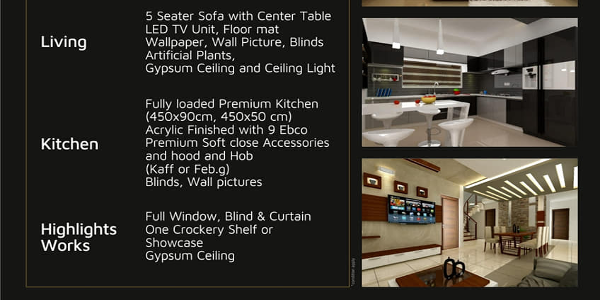 Living
5 Seater Sofa with Center Table
LED TV Unit, Floor mat
Wallpaper, Wall Picture, Blinds
Artificial Plants,
Gypsum Ceiling and Ceiling Light
Kitchen
Fully loaded Premium Kitchen
(450x90cm, 450x50 cm)
Acrylic Finished with 9 Ebco
Premium Soft close Accessories
and hood and Hob
(Kaff or Feb.g)
Blinds, Wall pictures
Highlights
Works
Full Window, Blind & Curtain
One Crockery Shelf or
Showcase
Gypsum Ceiling